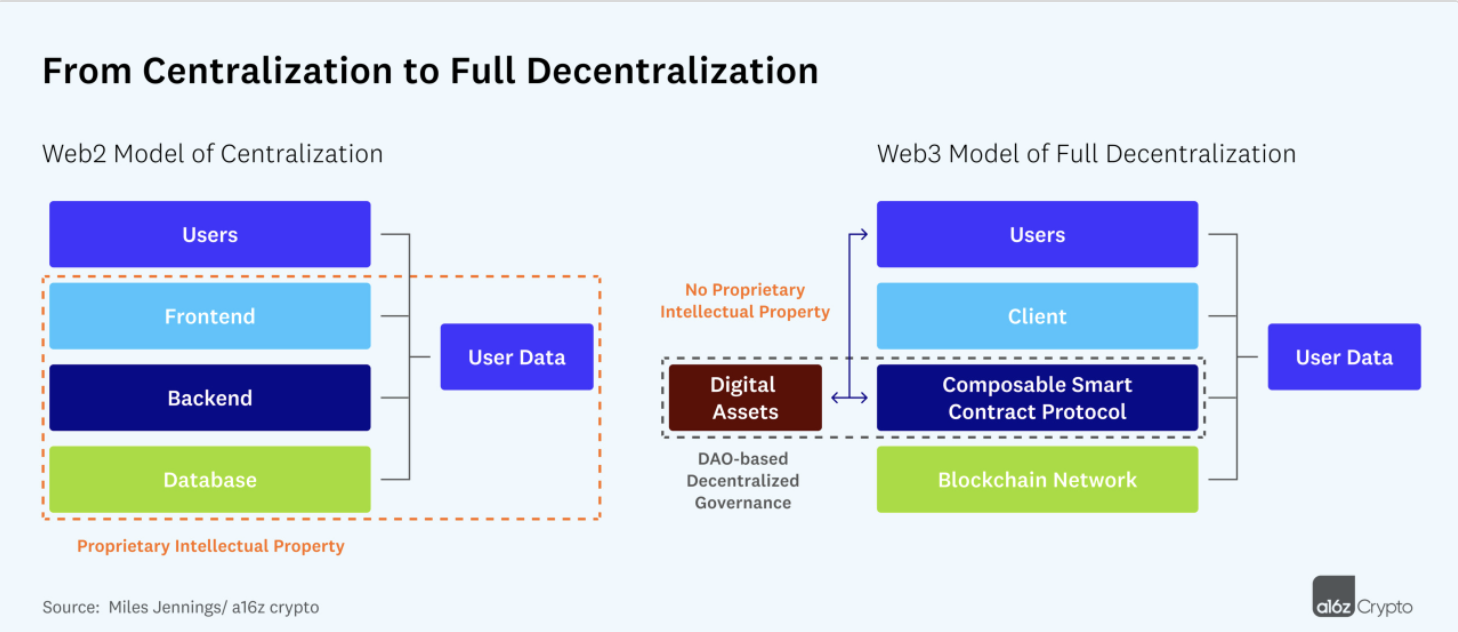 From Centralization to Full Decentralization
Web2 Model of Centralization
Users
Frontend
Backend
Database
User Data
Proprietary Intellectual Property
Web3 Model of Full Decentralization
No Proprietary
Intellectual Property
Digital
Assets
DAO-based
Decentralized
Governance
Users
Client
Composable Smart
Contract Protocol
Blockchain Network
User Data
Source: Miles Jennings/ a16z crypto
a16z Crypto